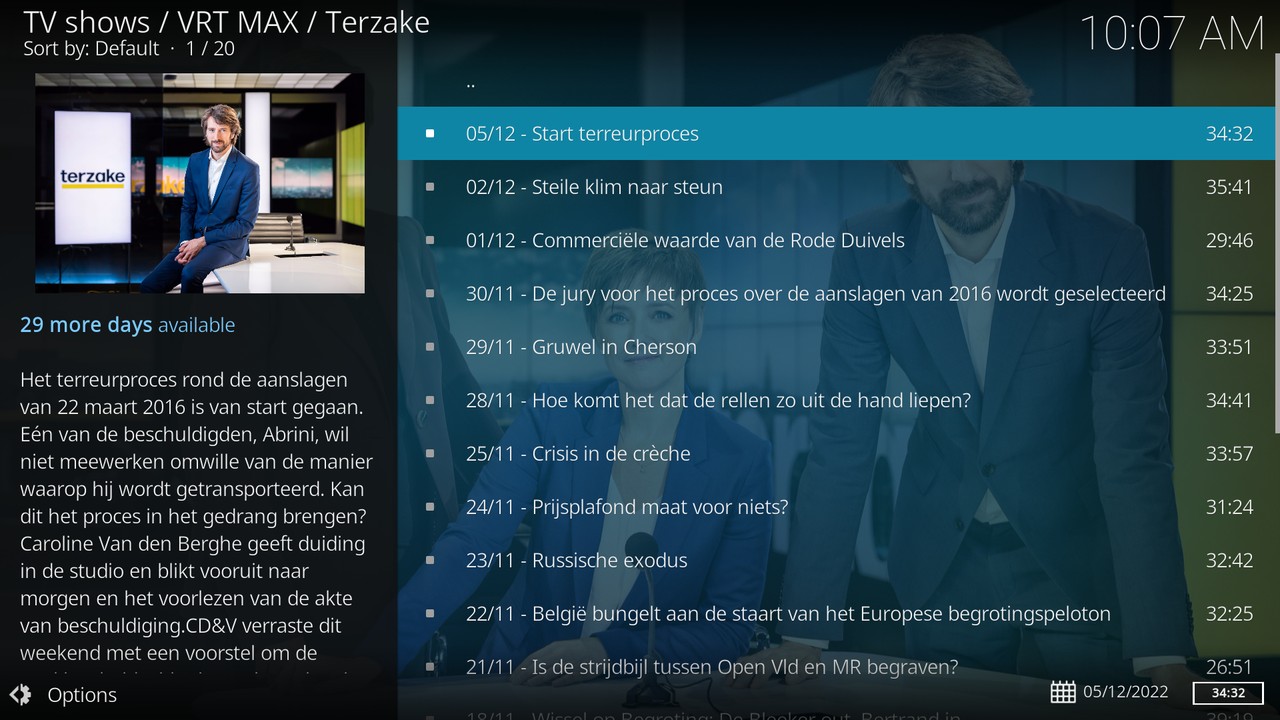 TV shows / VRT MAX / Terzake
Sort by: Default · 1 / 20
10:07 AM
terzake
29 more days available
Het terreurproces rond de aanslagen
van 22 maart 2016 is van start gegaan.
Eén van de beschuldigden, Abrini, wil
niet meewerken omwille van de manier
waarop hij wordt getransporteerd. Kan
dit het proces in het gedrang brengen?
Caroline Van den Berghe geeft duiding
in de studio en blikt vooruit naar
morgen en het voorlezen van de akte
van beschuldiging.CD&V verraste dit
weekend met een voorstel om de
Options
..
05/12 - Start terreurproces 34:32
02/12 - Steile klim naar steun 35:41
01/12 - Commerciële waarde van de Rode Duivels 29:46
30/11 - De jury voor het proces over de aanslagen van 2016 wordt geselecteerd 34:25
29/11 - Gruwel in Cherson 33:51
28/11 - Hoe komt het dat de rellen zo uit de hand liepen? 34:41
25/11 - Crisis in de crèche 33:57
24/11 - Prijsplafond maat voor niets? 31:24
23/11 - Russische exodus 32:42
22/11 - België bungelt aan de staart van het Europese begrotingspeloton 32:25
21/11 - Is de strijdbijl tussen Open Vld en MR begraven? 26:51
05/12/2022 34:32